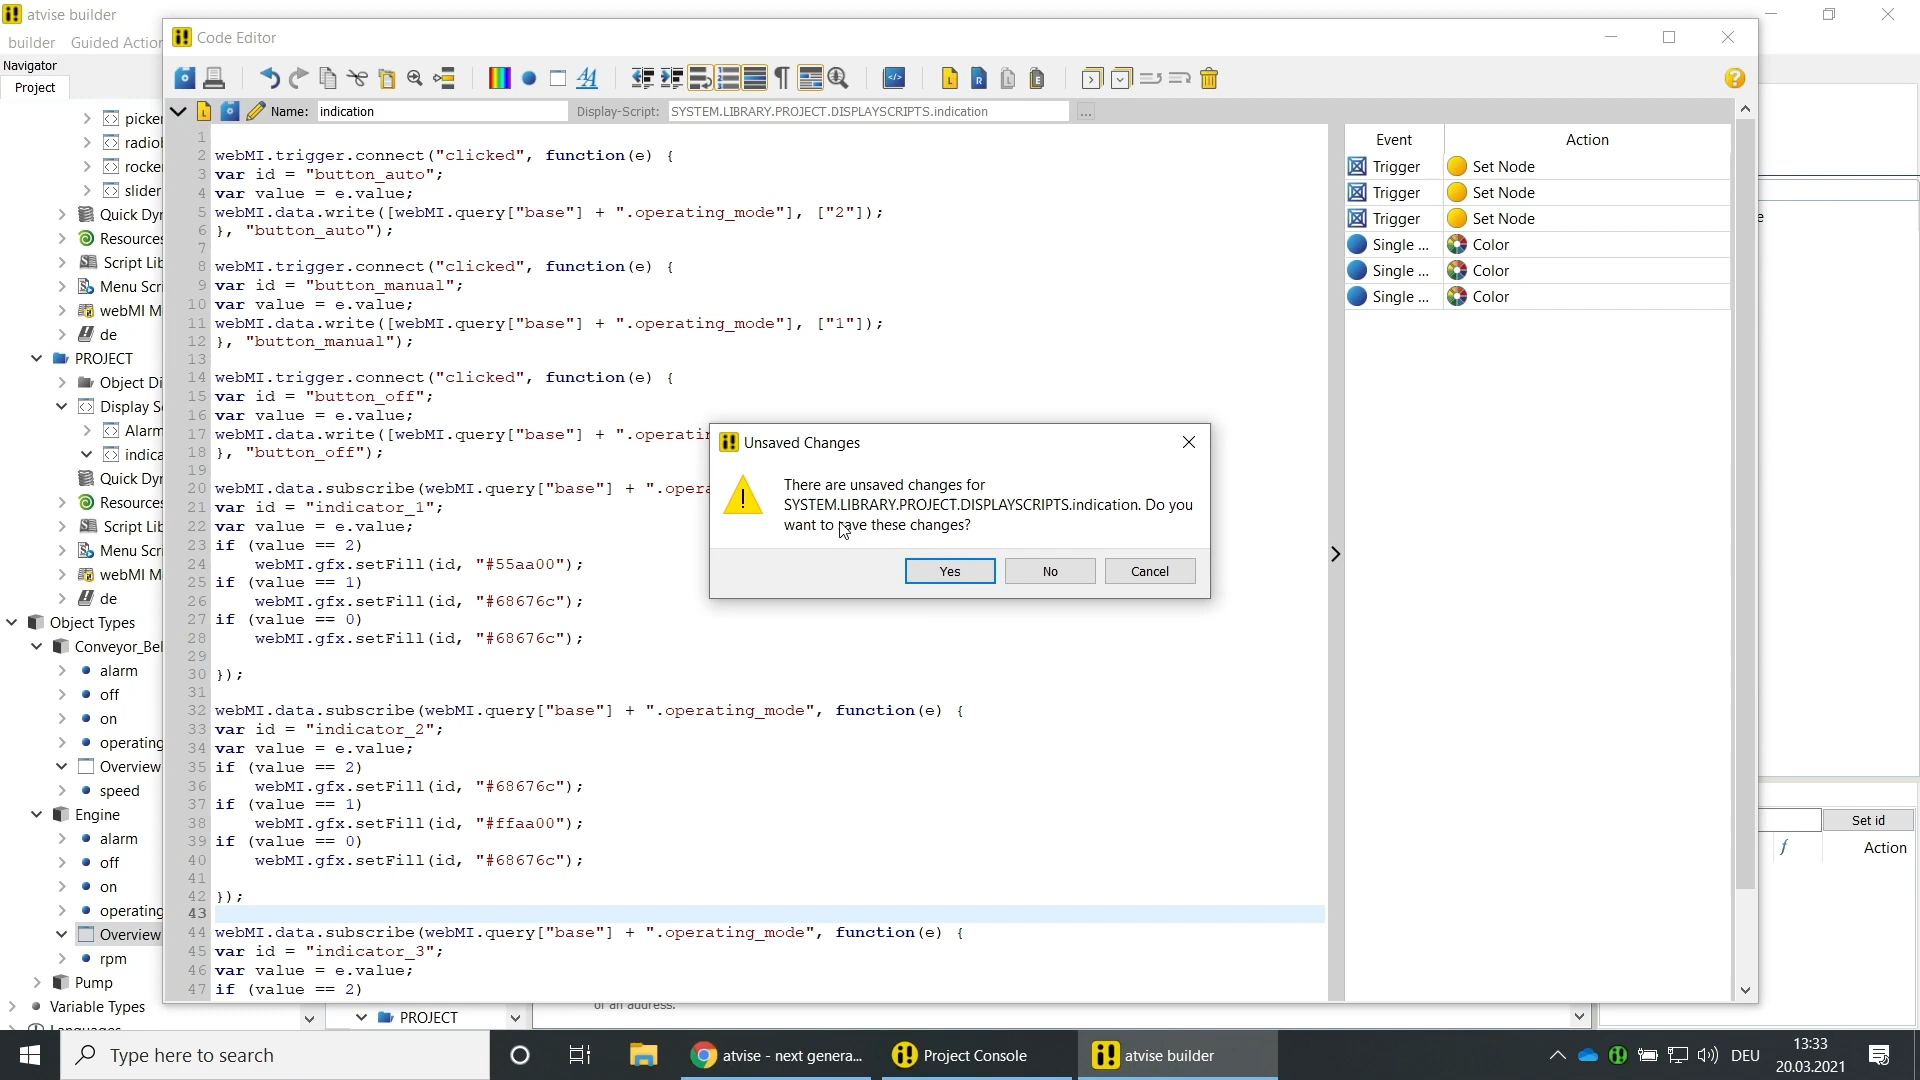 atvise builder
builder Guided Action
Navigator
Project
picke
radiol
rocke
slider
Quick Dyr
Resources
Script Lib
Menu Scri
webMI M
de
PROJECT
Object Di
Display S
Alarm
indica
Quick Dyr
Resources
Script Lib
Menu Scri
webMI M
de
Object Types
Conveyor_Bel
alarm
off
on
operating
Overview
speed
Engine
alarm
off
on
operating
Overview
rpm
Pump
Variable Types
Code Editor
Name: indication Display-Script: SYSTEM.LIBRARY.PROJECT.DISPLAYSCRIPTS.indication ...
1
2 webMI.trigger.connect("clicked", function(e) {
3 var id = "button_auto";
4 var value = e.value;
5 webMI.data.write([webMI.query["base"] + ".operating_mode"], ["2"]);
6 }, "button_auto");
7
8 webMI.trigger.connect("clicked", function(e) {
9 var id = "button_manual";
10 var value = e.value;
11 webMI.data.write([webMI.query["base"] + ".operating_mode"], ["1"]);
12 }, "button_manual");
13
14 webMI.trigger.connect("clicked", function(e) {
15 var id = "button_off";
16 var value = e.value;
17 webMI.data.write([webMI.query["base"] + ".operatin
18 }, "button_off");
19
20 webMI.data.subscribe(webMI.query["base"] + ".opera
21 var id = "indicator_1";
22 var value = e.value;
23 if (value == 2)
24 webMI.gfx.setFill(id, "#55aa00");
25 if (value == 1)
26 webMI.gfx.setFill(id, "#68676c");
27 if (value == 0)
28 webMI.gfx.setFill(id, "#68676c");
29
30 });
31
32 webMI.data.subscribe(webMI.query["base"] + ".operating_mode", function(e) {
33 var id = "indicator_2";
34 var value = e.value;
35 if (value == 2)
36 webMI.gfx.setFill(id, "#68676c");
37 if (value == 1)
38 webMI.gfx.setFill(id, "#ffaa00");
39 if (value == 0)
40 webMI.gfx.setFill(id, "#68676c");
41
42 });
43
44 webMI.data.subscribe(webMI.query["base"] + ".operating_mode", function(e) {
45 var id = "indicator_3";
46 var value = e.value;
47 if (value == 2)
Event Action
Trigger Set Node
Trigger Set Node
Trigger Set Node
Single ... Color
Single ... Color
Single ... Color
Unsaved Changes
There are unsaved changes for
SYSTEM.LIBRARY.PROJECT.DISPLAYSCRIPTS.indication. Do you
want to save these changes?
Yes No Cancel
e
Set id
f Action
PROJECT
of an address.
Type here to search
atvise - next genera...
Project Console
atvise builder
DEU
13:33
20.03.2021